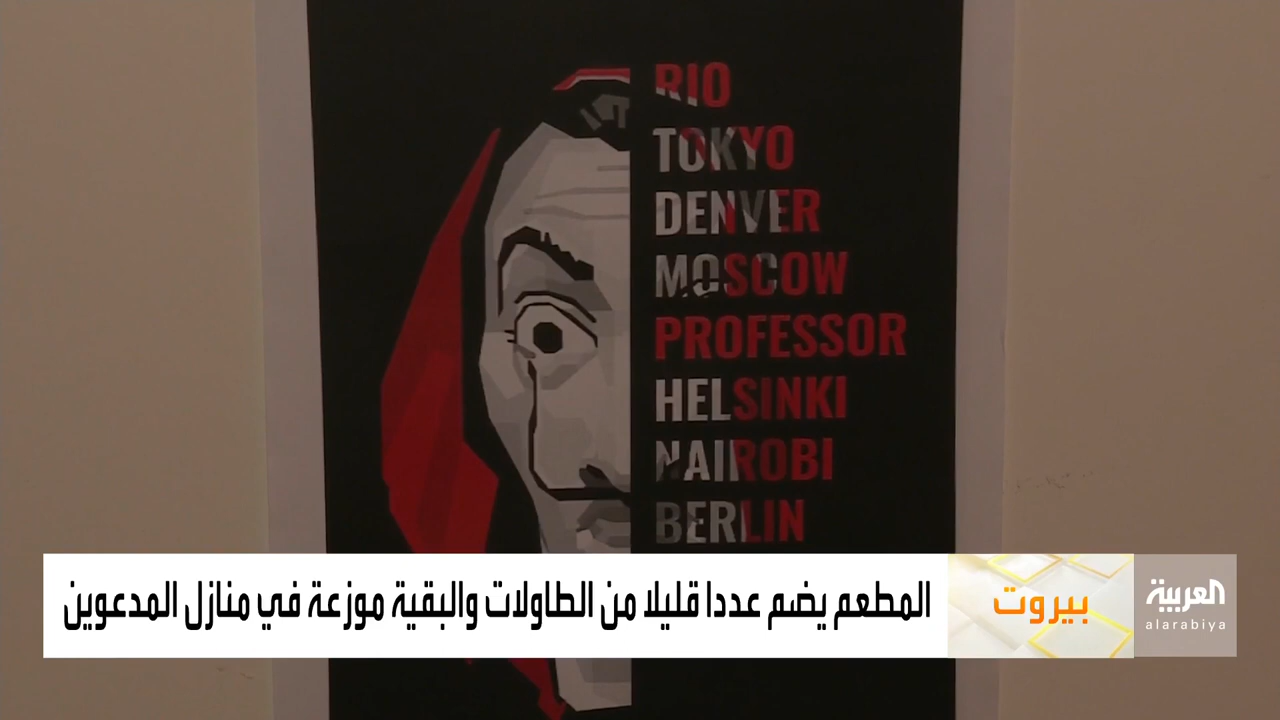 RIO
TOKYO
DENVER
MOSCOW
PROFESSOR
HELSINKI
NAIROBI
BERLIN
المطعم يضم عددا قليلا من الطاولات والبقية موزعة في منازل المدعوين
بيروت
العربية
alarabiya